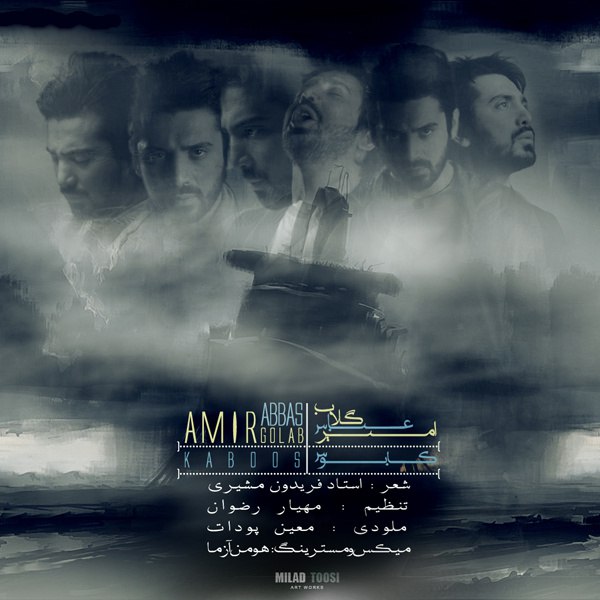 AMIR ABBAS GOLAB
امیر عباس گلاب
KABOOS
کابوس
شعر : استاد فریدون مشیری
تنظیم : مهیار رضوان
ملودی : معین پودات
میکس و مسترینگ: هومن آزما
MILAD TOOSI
ART WORKS